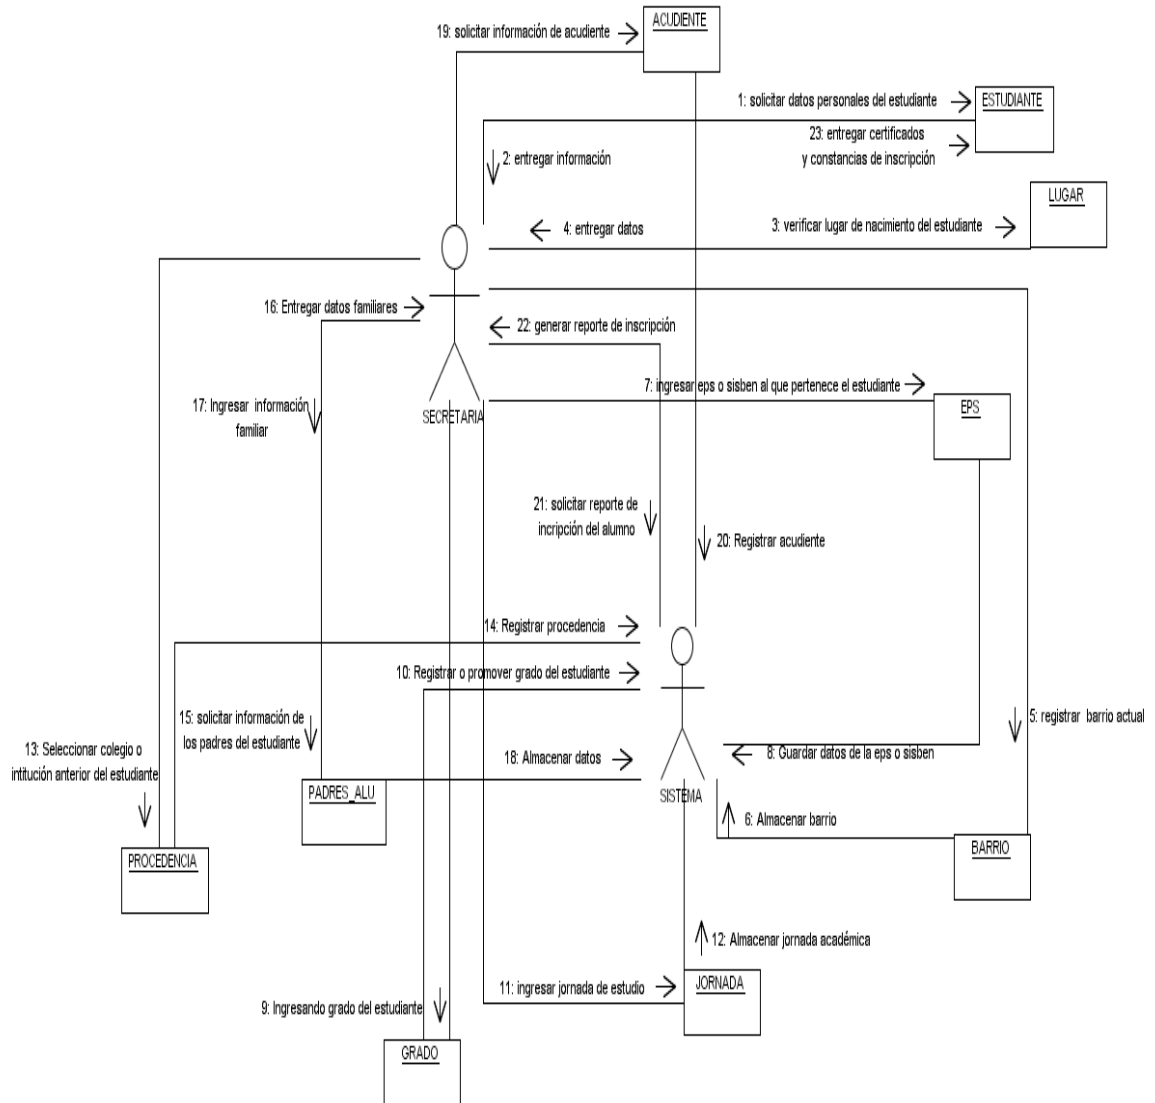 ACUDIENTE
19: solicitar información de acudiente
1: solicitar datos personales del estudiante
ESTUDIANTE
23: entregar certificados
y constancias de inscripción
2: entregar información
LUGAR
4: entregar datos
3: verificar lugar de nacimiento del estudiante
16: Entregar datos familiares
22: generar reporte de inscripción
7: ingresar eps o sisben al que pertenece el estudiante
EPS
17: Ingresar información
familiar
SECRETARIA
21: solicitar reporte de
incripción del alumno
20: Registrar acudiente
14: Registrar procedencia
10: Registrar o promover grado del estudiante
15: solicitar información de
los padres del estudiante
5: registrar barrio actual
13: Seleccionar colegio o
intitución anterior del estudiante
18: Almacenar datos
8: Guardar datos de la eps o sisben
PADRES_ALU
SISTEMA
6: Almacenar barrio
PROCEDENCIA
BARRIO
12: Almacenar jornada académica
11: ingresar jornada de estudio
JORNADA
9: Ingresando grado del estudiante
GRADO